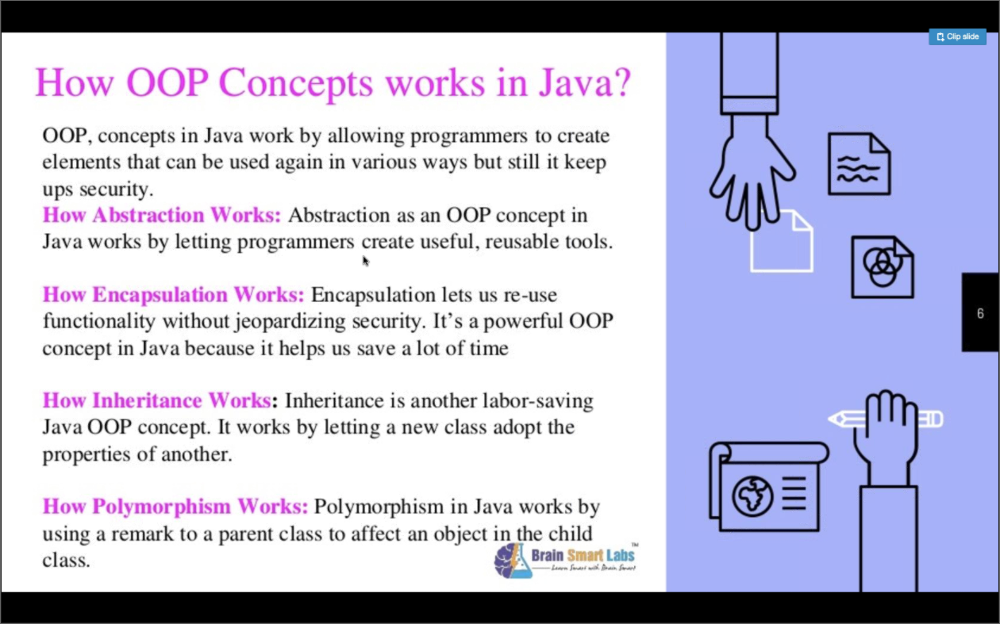 Clip slide
How OOP Concepts works in Java?
OOP, concepts in Java work by allowing programmers to create
elements that can be used again in various ways but still it keep
ups security.
How Abstraction Works: Abstraction as an OOP concept in
Java works by letting programmers create useful, reusable tools.
How Encapsulation Works: Encapsulation lets us re-use
functionality without jeopardizing security. It’s a powerful OOP
concept in Java because it helps us save a lot of time
6
How Inheritance Works: Inheritance is another labor-saving
Java OOP concept. It works by letting a new class adopt the
properties of another.
How Polymorphism Works: Polymorphism in Java works by
using a remark to a parent class to affect an object in the child
class.
Brain Smart Labs™
Learn Smart with Brain Smart